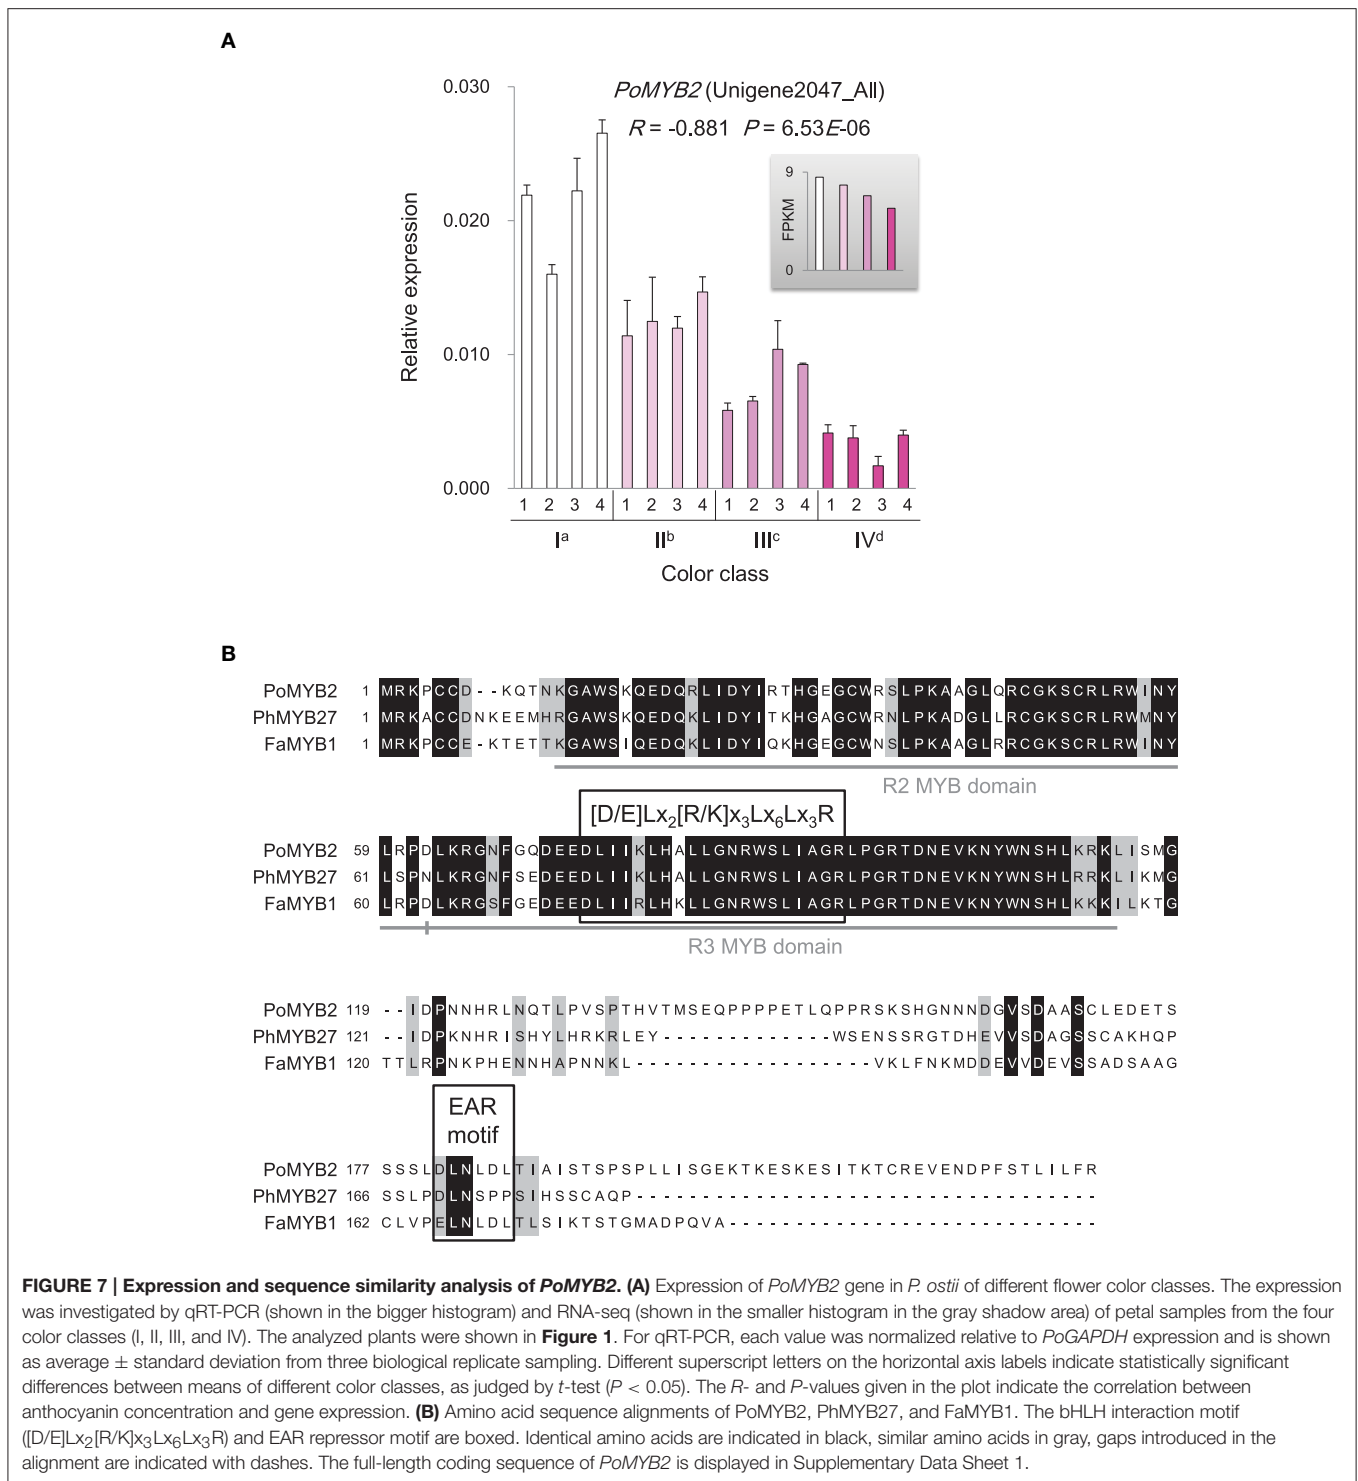 A
PoMYB2 (Unigene2047_All)
R = -0.881 P = 6.53E-06
0.030
0.020
0.010
0.000
Relative expression
9
0
FPKM
1 2 3 4 1 2 3 4 1 2 3 4 1 2 3 4
Iᵃ IIᵇ IIIᶜ IVᵈ
Color class
B
PoMYB2 1 MRKPCCD--KQTNKGAWSKQEDQRLIDYIRTHGEGCWRSLPKAAGLQRCGKSCRLRWINY
PhMYB27 1 MRKACCDNKEEMHRGAWSKQEDQKLIDYITKHGAGCWRNLPKADGLLRCGKSCRLRWMNY
FaMYB1 1 MRKPCCE-KTETTKGAWSIQEDQKLIDYIQKHGEGCWNSLPKAAGLRRCGKSCRLRWINY
R2 MYB domain
[D/E]Lx₂[R/K]x₃Lx₆Lx₃R
PoMYB2 59 LRPDLKRGNFGQDEEDLIIKLHALLGNRWSLIAGRLPGRTDNEVKNYWNSHLKRKLISMG
PhMYB27 61 LSPNLKRGNFSEDEEDLIIKLHALLGNRWSLIAGRLPGRTDNEVKNYWNSHLRRKLIKMG
FaMYB1 60 LRPDLKRGSFGEDEEDLIIRLHKLLGNRWSLIAGRLPGRTDNEVKNYWNSHLKKKILKTG
R3 MYB domain
PoMYB2 119 --IDPNNHRLNQTLPVSPTHVTMSEQPPPPETLQPPRSKSHGNNNDGVSDAASCLEDETS
PhMYB27 121 --IDPKNHRISHYLHRKRLEY-------------WSENSSRGTDHEVVSDAGSSCAKHQP
FaMYB1 120 TTLRPNKPHENNHAPNNKL------------------VKLFNKMDDEVVDEVSSADSAAG
EAR
motif
PoMYB2 177 SSSLDLNLDLTIAISTSPSPLLISGEKTKESKESITKTCREVENDPFSTLILFR
PhMYB27 166 SSLPDLNSPPSIHSSCAQP-----------------------------------
FaMYB1 162 CLVPELNLDLTLSIKTSTGMADPQVA----------------------------
FIGURE 7 | Expression and sequence similarity analysis of PoMYB2. (A) Expression of PoMYB2 gene in P. ostii of different flower color classes. The expression
was investigated by qRT-PCR (shown in the bigger histogram) and RNA-seq (shown in the smaller histogram in the gray shadow area) of petal samples from the four
color classes (I, II, III, and IV). The analyzed plants were shown in Figure 1. For qRT-PCR, each value was normalized relative to PoGAPDH expression and is shown
as average ± standard deviation from three biological replicate sampling. Different superscript letters on the horizontal axis labels indicate statistically significant
differences between means of different color classes, as judged by t-test (P < 0.05). The R- and P-values given in the plot indicate the correlation between
anthocyanin concentration and gene expression. (B) Amino acid sequence alignments of PoMYB2, PhMYB27, and FaMYB1. The bHLH interaction motif
([D/E]Lx₂[R/K]x₃Lx₆Lx₃R) and EAR repressor motif are boxed. Identical amino acids are indicated in black, similar amino acids in gray, gaps introduced in the
alignment are indicated with dashes. The full-length coding sequence of PoMYB2 is displayed in Supplementary Data Sheet 1.